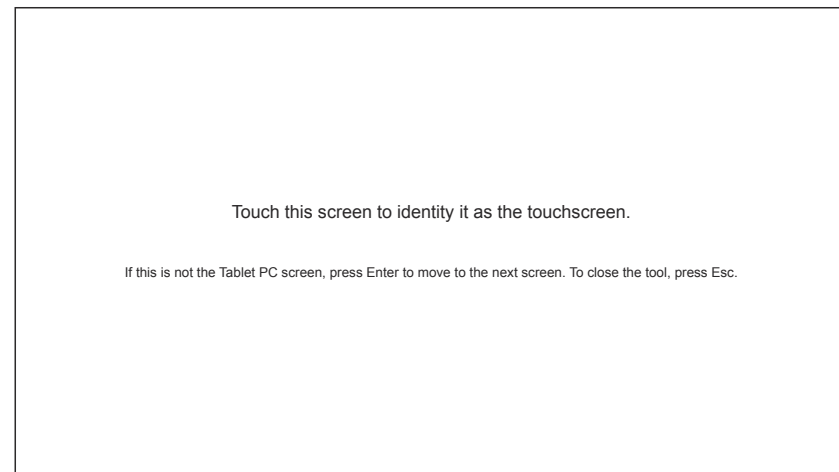 Touch this screen to identity it as the touchscreen.
If this is not the Tablet PC screen, press Enter to move to the next screen. To close the tool, press Esc.